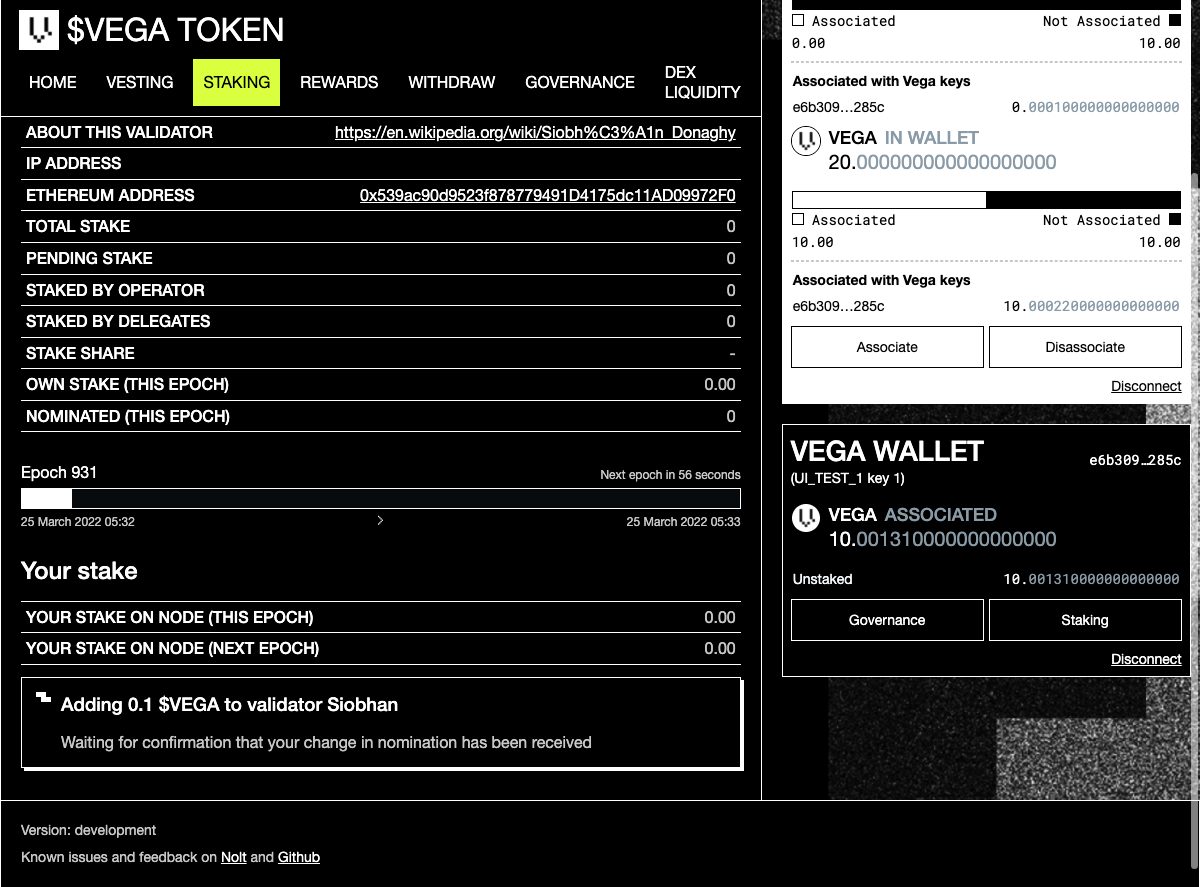 $VEGA TOKEN
HOME VESTING STAKING REWARDS WITHDRAW GOVERNANCE DEX LIQUIDITY
ABOUT THIS VALIDATOR https://en.wikipedia.org/wiki/Siobh%C3%A1n_Donaghy
IP ADDRESS
ETHEREUM ADDRESS 0x539ac90d9523f878779491D4175dc11AD09972F0
TOTAL STAKE 0
PENDING STAKE 0
STAKED BY OPERATOR 0
STAKED BY DELEGATES 0
STAKE SHARE -
OWN STAKE (THIS EPOCH) 0.00
NOMINATED (THIS EPOCH) 0
Epoch 931 Next epoch in 56 seconds
25 March 2022 05:32 > 25 March 2022 05:33
Your stake
YOUR STAKE ON NODE (THIS EPOCH) 0.00
YOUR STAKE ON NODE (NEXT EPOCH) 0.00
Adding 0.1 $VEGA to validator Siobhan
Waiting for confirmation that your change in nomination has been received
Associated Not Associated
0.00 10.00
Associated with Vega keys
e6b309…285c 0.000100000000000000
VEGA IN WALLET
20.000000000000000000
Associated Not Associated
10.00 10.00
Associated with Vega keys
e6b309…285c 10.000220000000000000
Associate Disassociate
Disconnect
VEGA WALLET e6b309…285c
(UI_TEST_1 key 1)
VEGA ASSOCIATED
10.001310000000000000
Unstaked 10.001310000000000000
Governance Staking
Disconnect
Version: development
Known issues and feedback on Nolt and Github